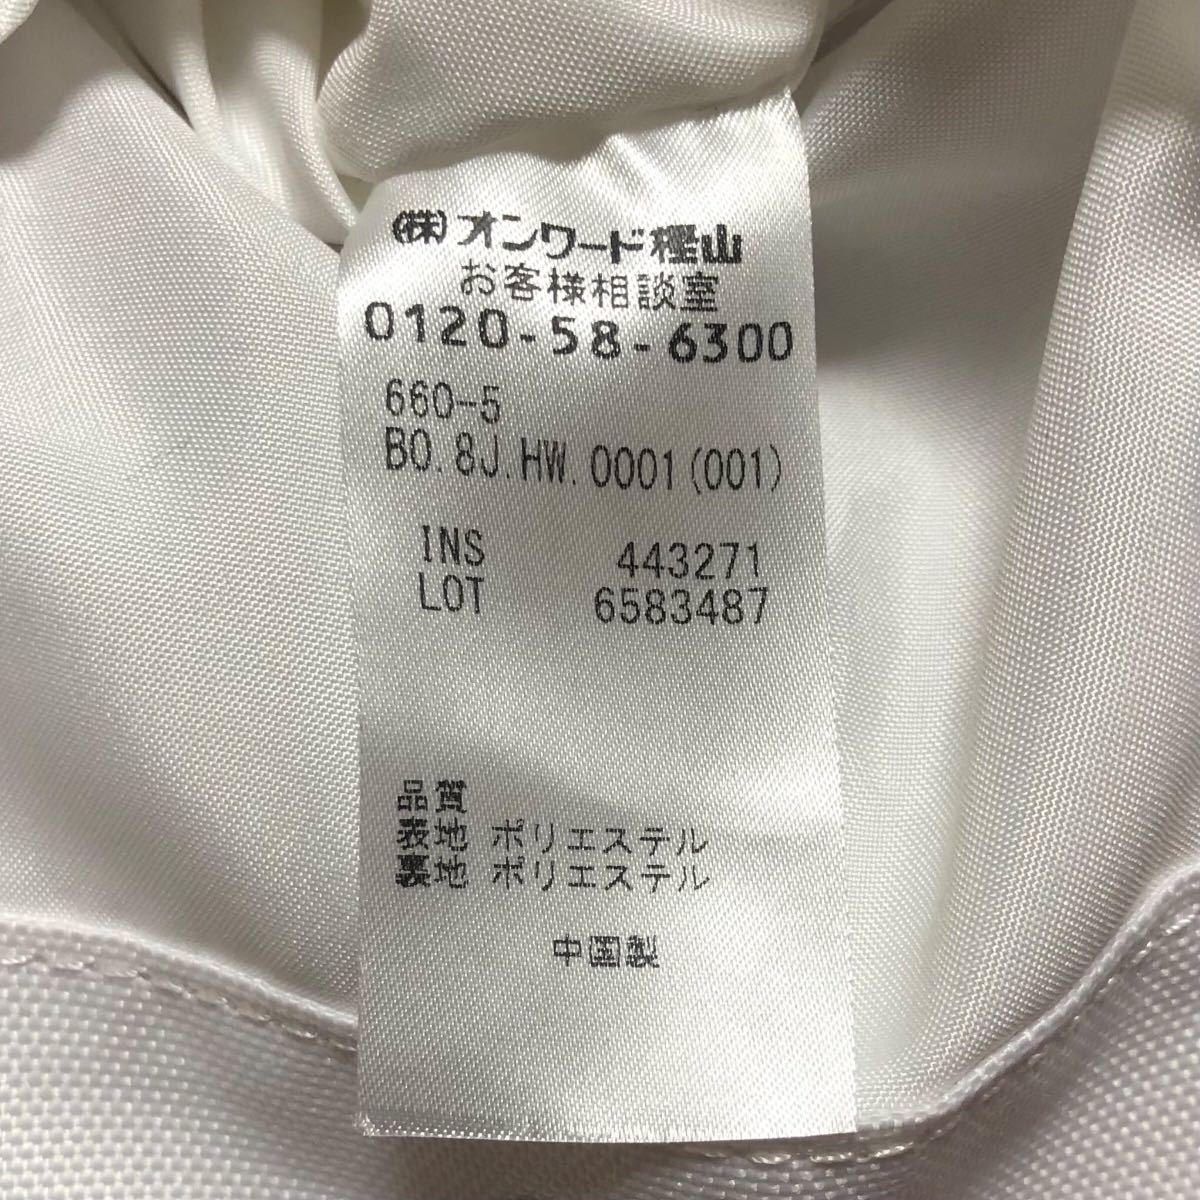 (株)オンワード樫山
お客様相談室
0120-58-6300
660-5
BO.8J.HW.0001(001)
INS 443271
LOT 6583487
品質
表地 ポリエステル
裏地 ポリエステル
中国製